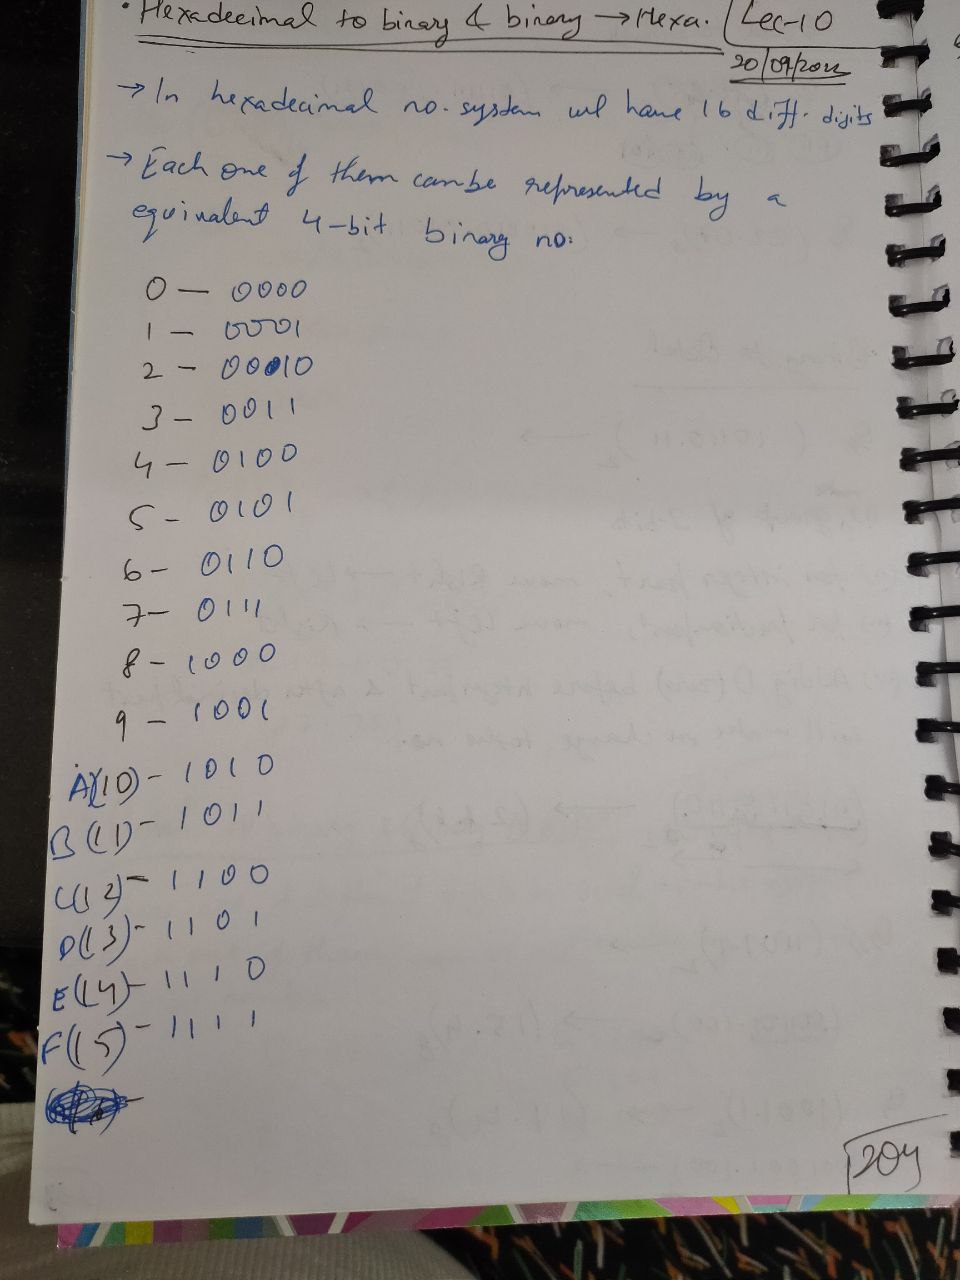 • Hexadecimal to binary & binary → Hexa. Lec-10
20/09/2022
→ In hexadecimal no. system we have 16 diff. digits
→ Each one of them can be represented by a
equivalent 4-bit binary no:
0 — 0000
1 — 0001
2 — 0010
3 — 0011
4 — 0100
5 - 0101
6 - 0110
7 — 0111
8 - 1000
9 — 1001
A(10) - 1010
B(11) - 1011
C(12) - 1100
D(13) - 1101
E(14) - 1110
F(15) - 1111
204